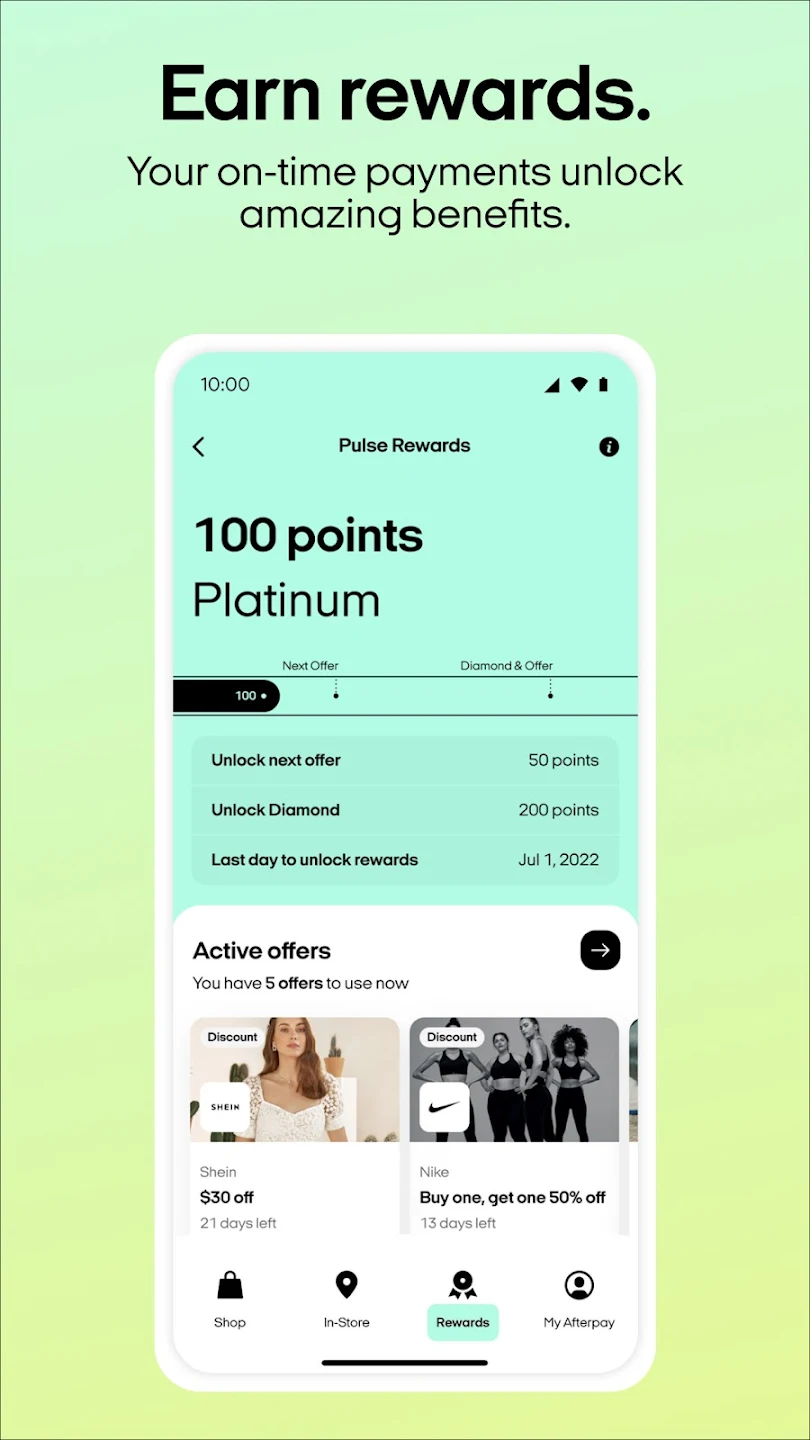 Earn rewards.
Your on-time payments unlock
amazing benefits.
10:00
Pulse Rewards
100 points
Platinum
Next Offer
Diamond & Offer
100
Unlock next offer
50 points
Unlock Diamond
200 points
Last day to unlock rewards
Jul 1, 2022
Active offers
You have 5 offers to use now
Discount
SHEIN
Shein
$30 off
21 days left
Discount
Nike
Buy one, get one 50% off
13 days left
Shop
In-Store
Rewards
My Afterpay